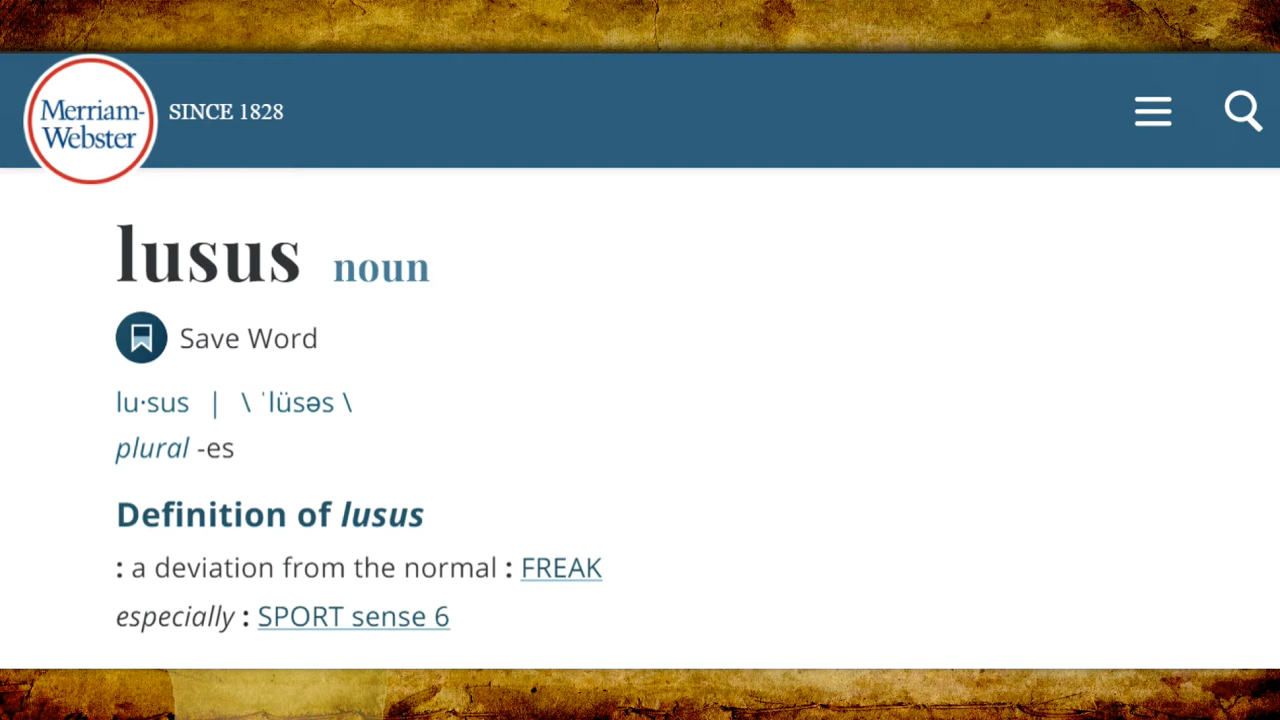 Merriam-
Webster
SINCE 1828
lusus noun
Save Word
lu·sus | \ ˈlüsəs \
plural -es
Definition of lusus
: a deviation from the normal : FREAK
especially : SPORT sense 6